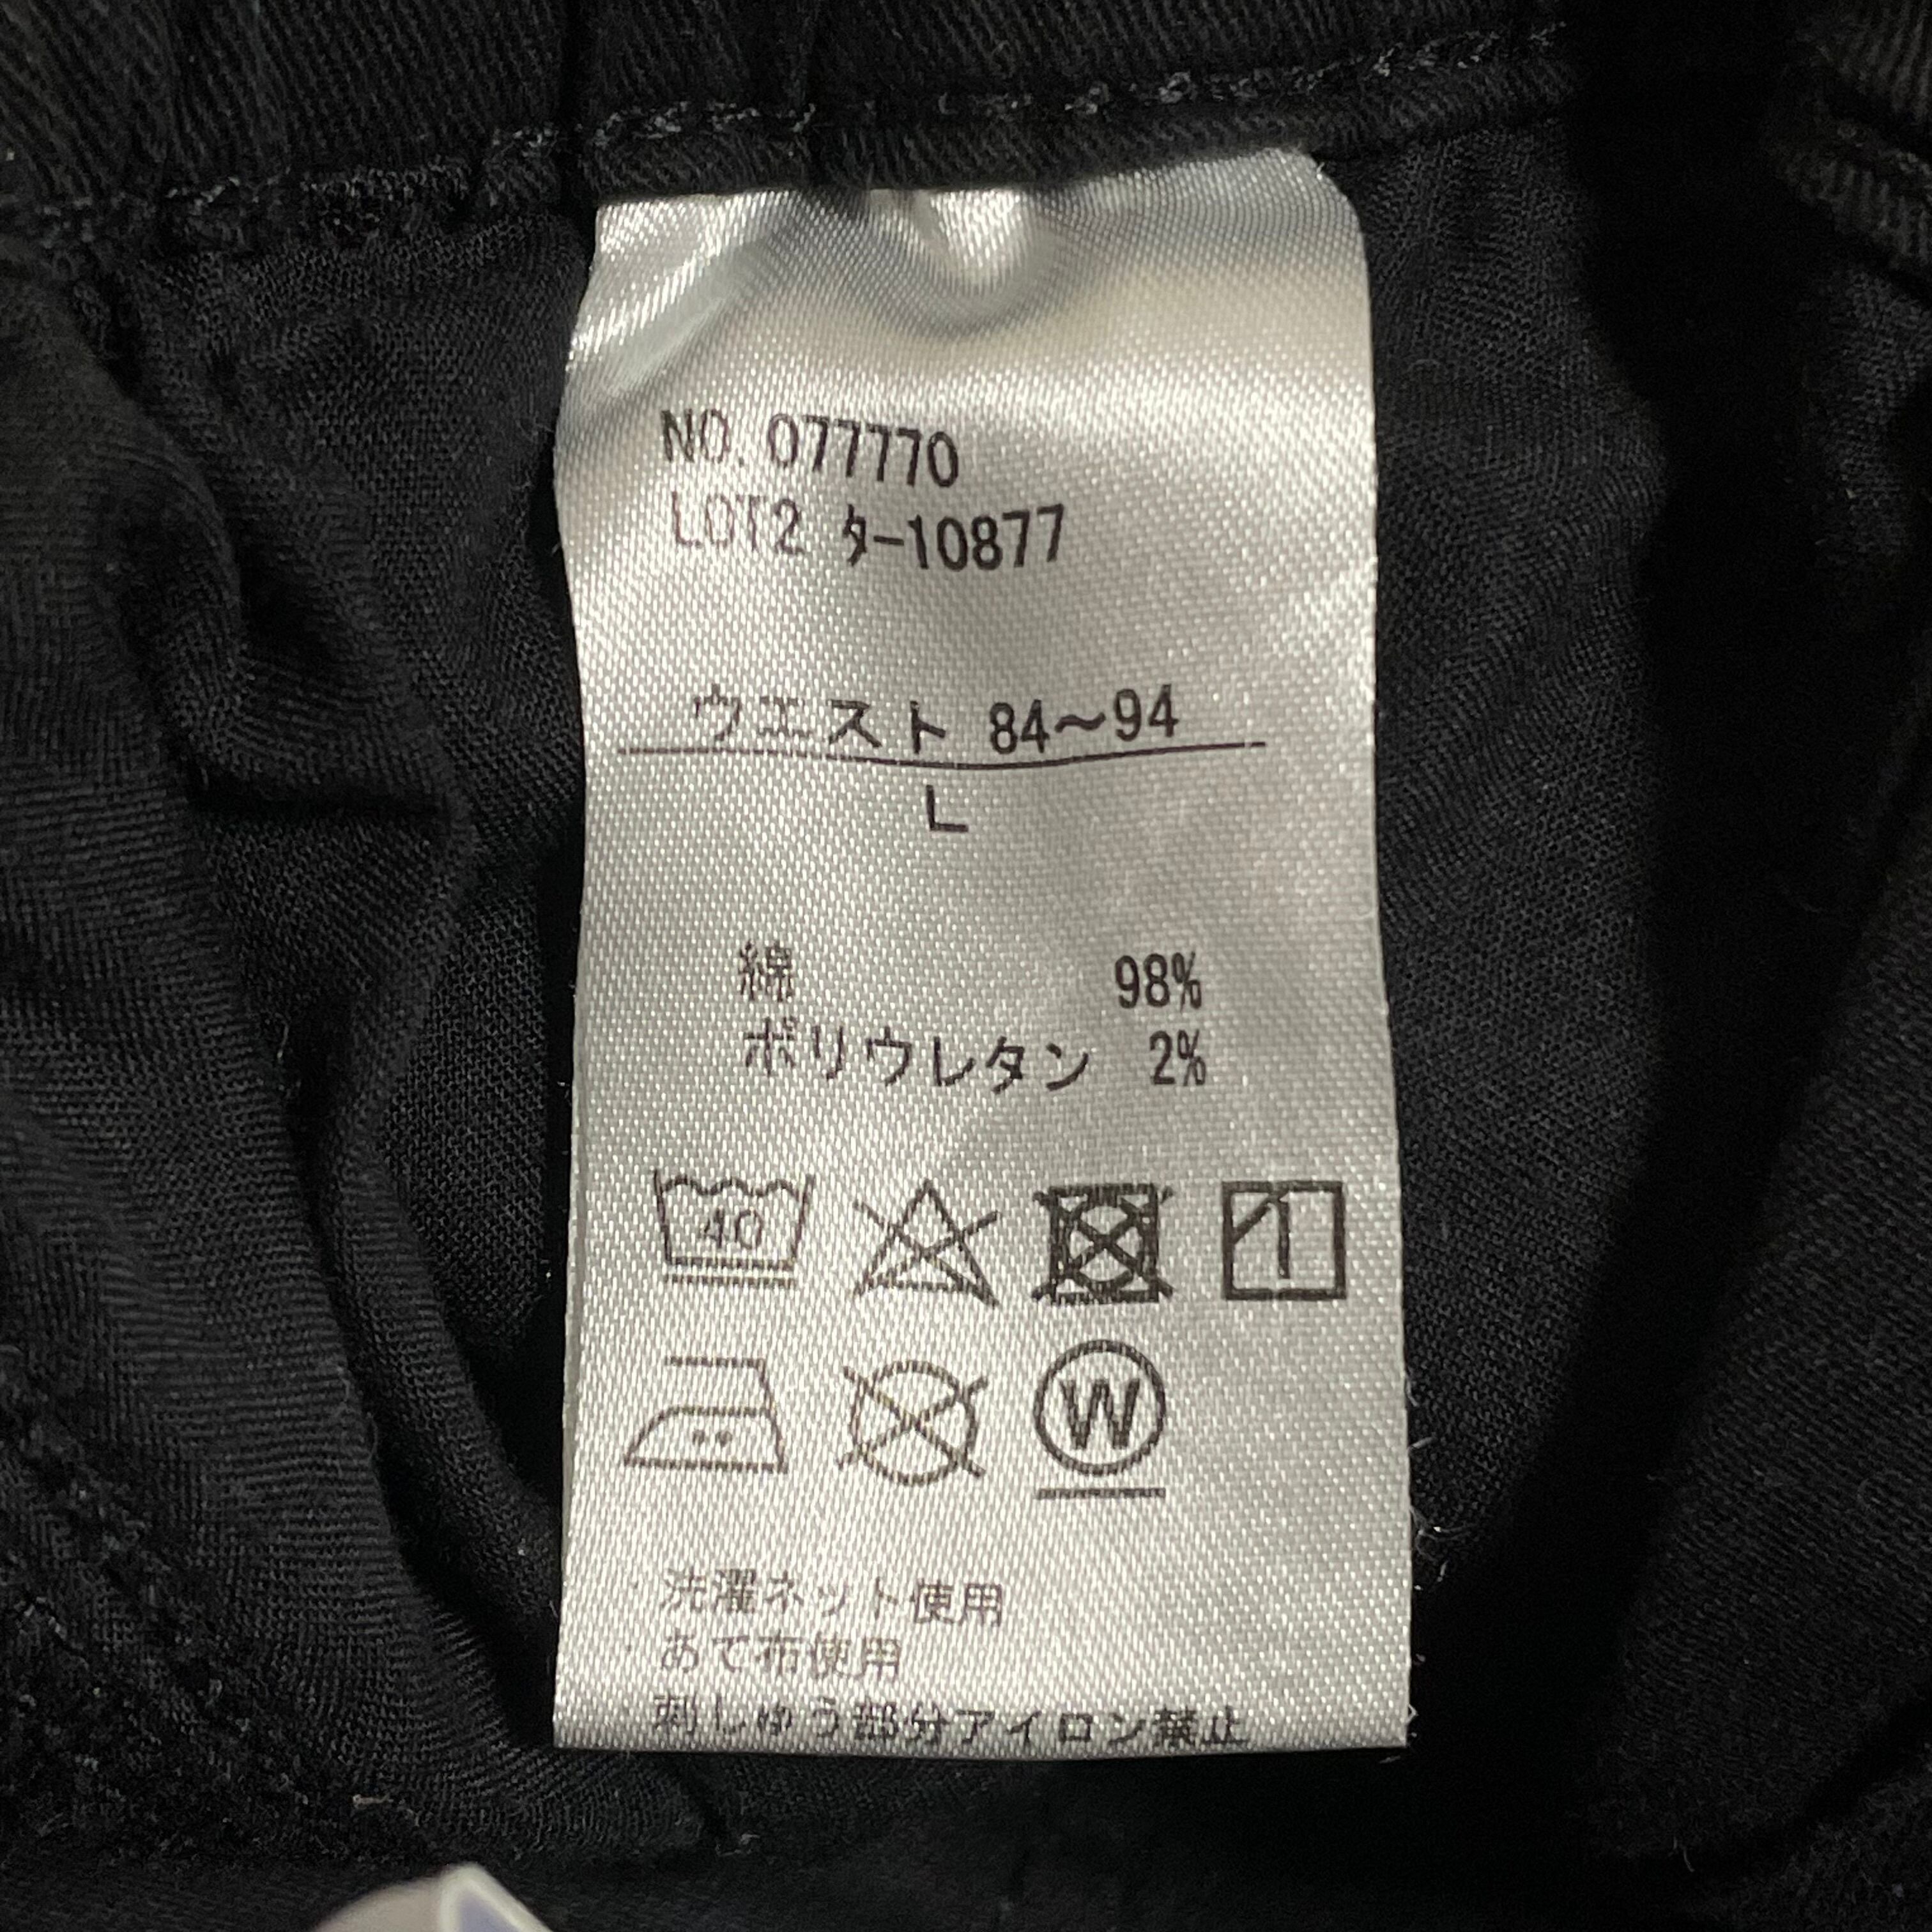 NO. 077770
LOT2 ﾀ-10877
ウエスト 84～94
L
綿 98%
ポリウレタン 2%
40
W
・洗濯ネット使用
・あて布使用
・刺しゅう部分アイロン禁止